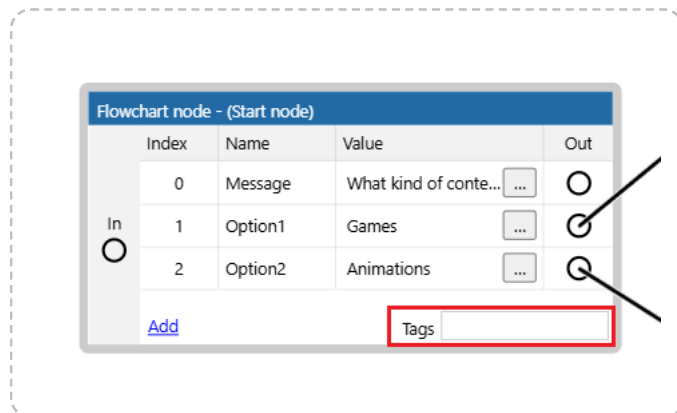 Flowchart node - (Start node)
Index Name Value Out
0 Message What kind of conte... ...
In
1 Option1 Games ...
2 Option2 Animations ...
Add Tags